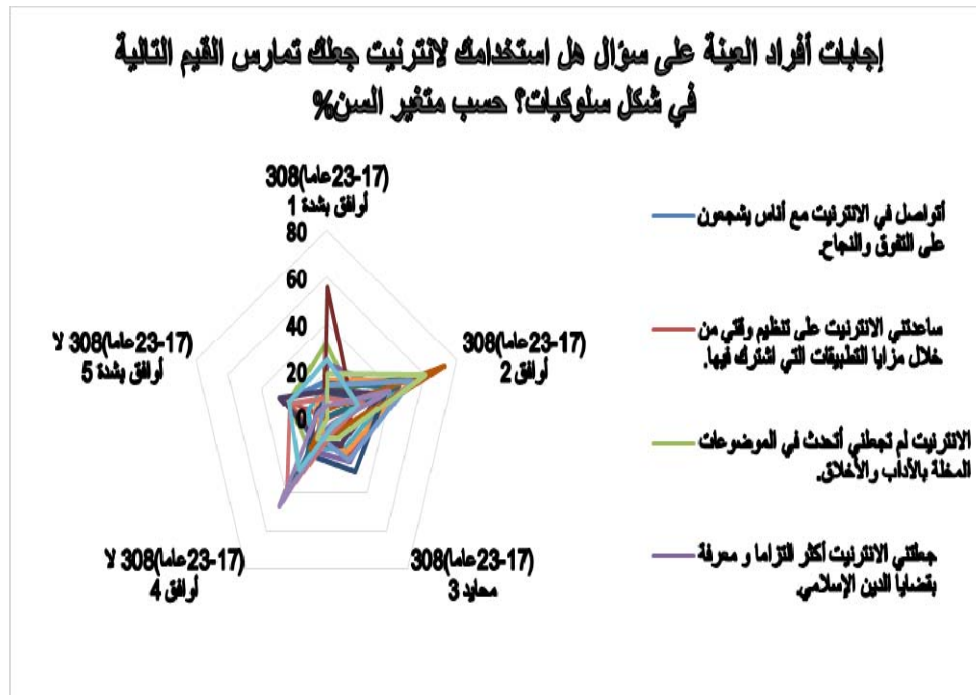 إجابات أفراد العينة على سؤال هل استخدامك لانترنيت جعلك تمارس القيم التالية
في شكل سلوكيات؟ حسب متغير السن%
308(17-23عاما)
أوافق بشدة 1
80
60
40
20
0
308(17-23عاما)
أوافق 2
308(17-23عاما)
محايد 3
308(17-23عاما) لا
أوافق 4
308(17-23عاما) لا
أوافق بشدة 5
أتواصل في الانترنيت مع أناس يشجعون
على التفوق والنجاح.
ساعدتني الانترنيت على تنظيم وقتي من
خلال مزايا التطبيقات التي اشترك فيها.
الانترنيت لم تجعلني أتحدث في الموضوعات
المخلة بالآداب والأخلاق.
جعلتني الانترنيت أكثر التزاما و معرفة
بقضايا الدين الإسلامي.